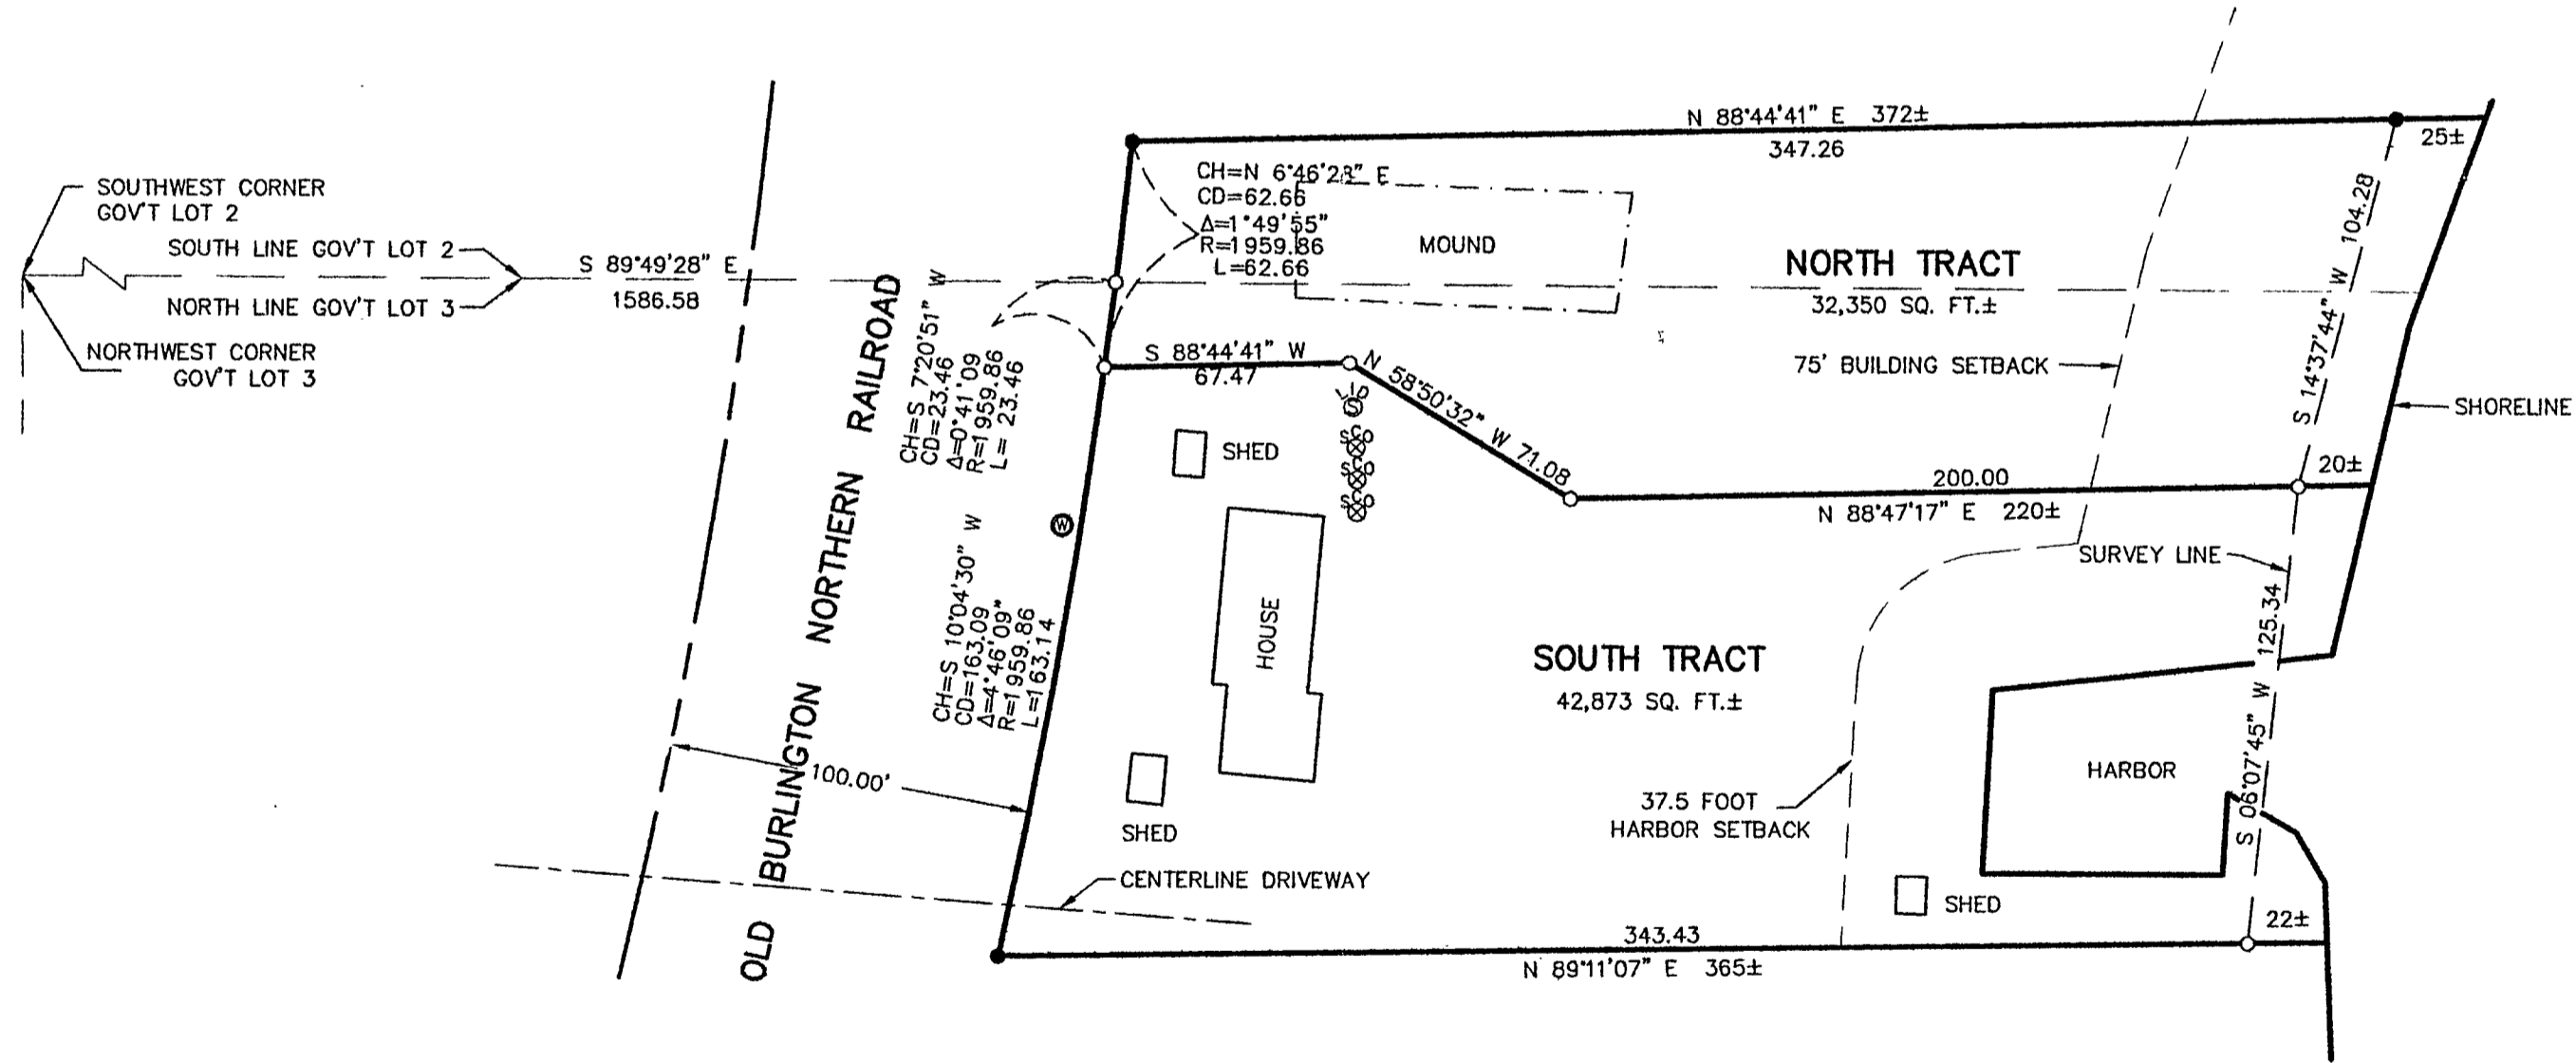 N 88°44'41" E 372±
347.26
25±
SOUTHWEST CORNER
GOV'T LOT 2
SOUTH LINE GOV'T LOT 2
NORTH LINE GOV'T LOT 3
NORTHWEST CORNER
GOV'T LOT 3
S 89°49'28" E
1586.58
CH=N 6°46'28" E
CD=62.66
Δ=1°49'55"
R=1959.86
L=62.66
MOUND
NORTH TRACT
32,350 SQ. FT.±
S 14°37'44" W 104.28
75' BUILDING SETBACK
SHORELINE
OLD BURLINGTON NORTHERN RAILROAD
CH=S 7°20'51" W
CD=23.46
Δ=0°41'09
R=1959.86
L= 23.46
S 88°44'41" W
67.47
N 58°50'32" W 71.08
S
SCO
SCO
SCO
SHED
W
200.00
N 88°47'17" E 220±
20±
SURVEY LINE
CH=S 10°04'30" W
CD=163.09
Δ=4°46'09"
R=1959.86
L=163.14
HOUSE
SOUTH TRACT
42,873 SQ. FT.±
S 06°07'45" W 125.34
HARBOR
100.00'
37.5 FOOT
HARBOR SETBACK
SHED
CENTERLINE DRIVEWAY
SHED
22±
343.43
N 89°11'07" E 365±